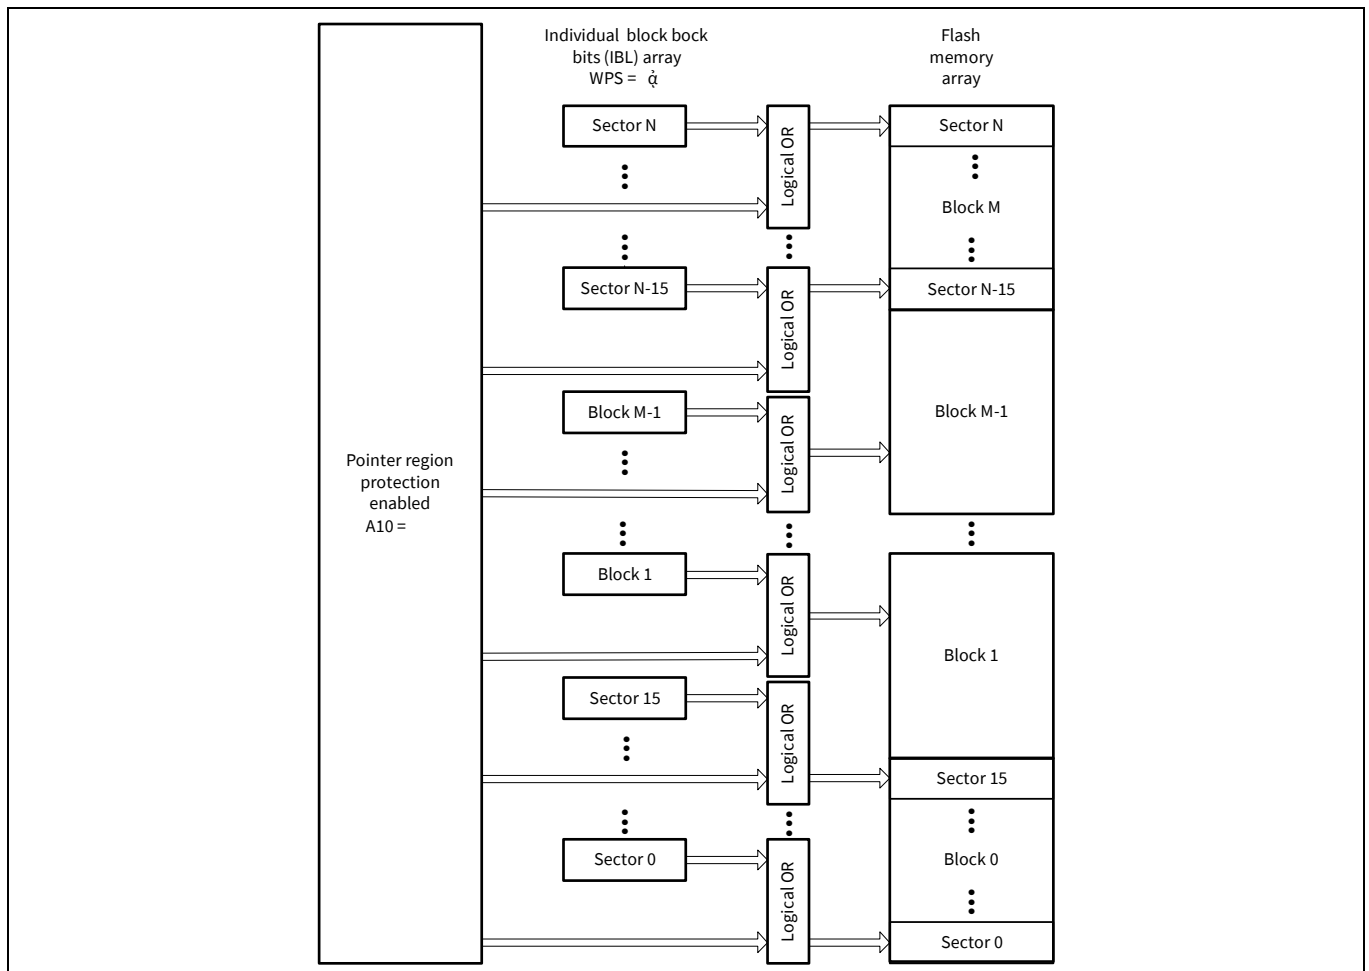 Individual block bock
bits (IBL) array
WPS =
Flash
memory
array
Sector N
Logical OR
Sector N
Block M
Sector N-15
Logical OR
Sector N-15
Block M-1
Logical OR
Block M-1
Pointer region
protection
enabled
A10 =
Block 1
Logical OR
Block 1
Sector 15
Logical OR
Sector 15
Block 0
Sector 0
Logical OR
Sector 0